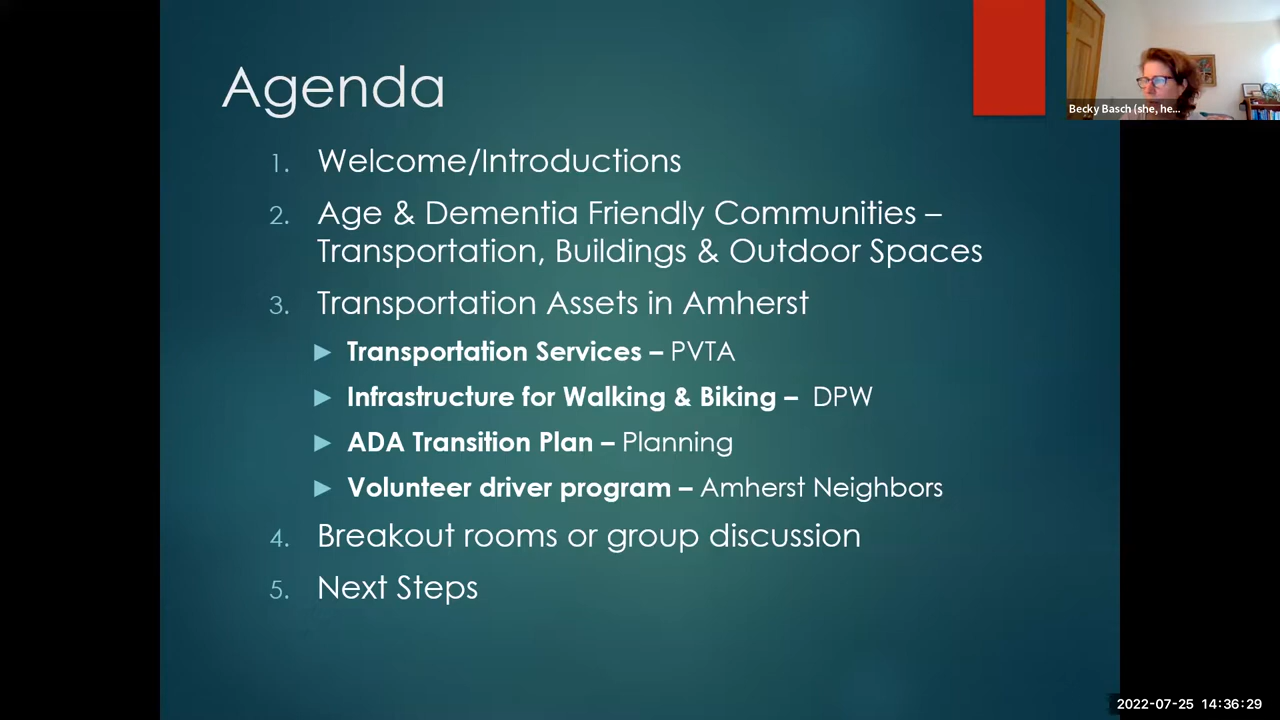 Agenda
1. Welcome/Introductions
2. Age & Dementia Friendly Communities –
Transportation, Buildings & Outdoor Spaces
3. Transportation Assets in Amherst
► Transportation Services – PVTA
► Infrastructure for Walking & Biking – DPW
► ADA Transition Plan – Planning
► Volunteer driver program – Amherst Neighbors
4. Breakout rooms or group discussion
5. Next Steps
Becky Basch (she, he...
2022-07-25 14:36:29